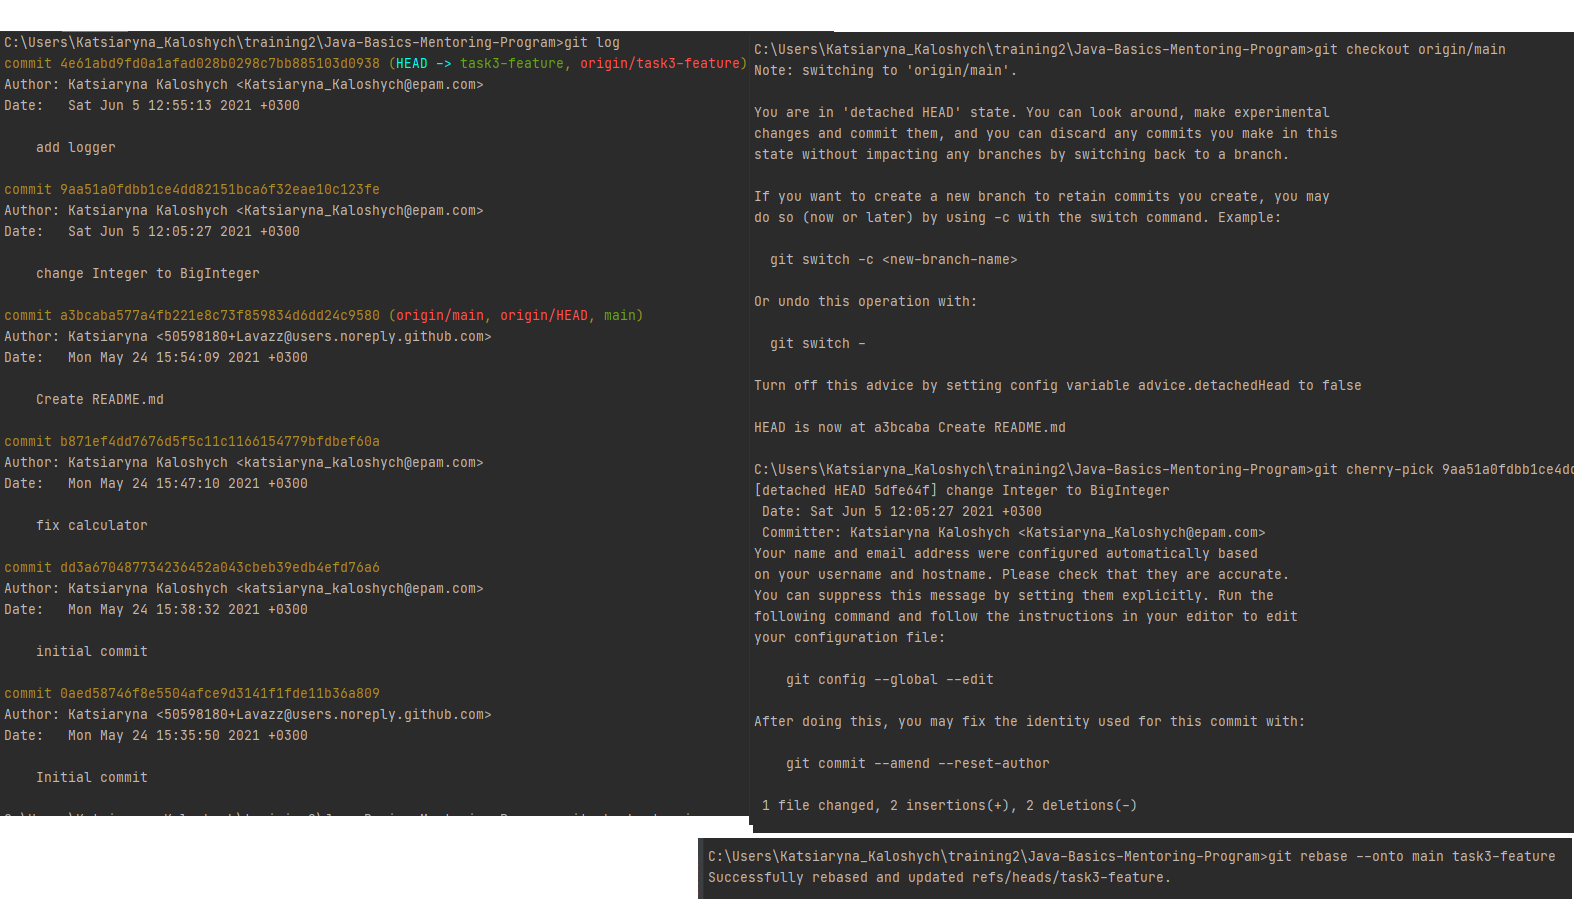 C:\Users\Katsiaryna_Kaloshych\training2\Java-Basics-Mentoring-Program>git log
commit 4e61abd9fd0a1afad028b0298c7bb885103d0938 (HEAD -> task3-feature, origin/task3-feature)
Author: Katsiaryna Kaloshych <Katsiaryna_Kaloshych@epam.com>
Date:   Sat Jun 5 12:55:13 2021 +0300
add logger
commit 9aa51a0fdbb1ce4dd82151bca6f32eae10c123fe
Author: Katsiaryna Kaloshych <Katsiaryna_Kaloshych@epam.com>
Date:   Sat Jun 5 12:05:27 2021 +0300
change Integer to BigInteger
commit a3bcaba577a4fb221e8c73f859834d6dd24c9580 (origin/main, origin/HEAD, main)
Author: Katsiaryna <50598180+Lavazz@users.noreply.github.com>
Date:   Mon May 24 15:54:09 2021 +0300
Create README.md
commit b871ef4dd7676d5f5c11c1166154779bfdbef60a
Author: Katsiaryna Kaloshych <katsiaryna_kaloshych@epam.com>
Date:   Mon May 24 15:47:10 2021 +0300
fix calculator
commit dd3a670487734236452a043cbeb39edb4efd76a6
Author: Katsiaryna Kaloshych <katsiaryna_kaloshych@epam.com>
Date:   Mon May 24 15:38:32 2021 +0300
initial commit
commit 0aed58746f8e5504afce9d3141f1fde11b36a809
Author: Katsiaryna <50598180+Lavazz@users.noreply.github.com>
Date:   Mon May 24 15:35:50 2021 +0300
Initial commit
C:\Users\Katsiaryna_Kaloshych\training2\Java-Basics-Mentoring-Program>git checkout origin/main
Note: switching to 'origin/main'.
You are in 'detached HEAD' state. You can look around, make experimental
changes and commit them, and you can discard any commits you make in this
state without impacting any branches by switching back to a branch.
If you want to create a new branch to retain commits you create, you may
do so (now or later) by using -c with the switch command. Example:
git switch -c <new-branch-name>
Or undo this operation with:
git switch -
Turn off this advice by setting config variable advice.detachedHead to false
HEAD is now at a3bcaba Create README.md
C:\Users\Katsiaryna_Kaloshych\training2\Java-Basics-Mentoring-Program>git cherry-pick 9aa51a0fdbb1ce4d
[detached HEAD 5dfe64f] change Integer to BigInteger
Date: Sat Jun 5 12:05:27 2021 +0300
Committer: Katsiaryna Kaloshych <Katsiaryna_Kaloshych@epam.com>
Your name and email address were configured automatically based
on your username and hostname. Please check that they are accurate.
You can suppress this message by setting them explicitly. Run the
following command and follow the instructions in your editor to edit
your configuration file:
git config --global --edit
After doing this, you may fix the identity used for this commit with:
git commit --amend --reset-author
1 file changed, 2 insertions(+), 2 deletions(-)
C:\Users\Katsiaryna_Kaloshych\training2\Java-Basics-Mentoring-Program>git rebase --onto main task3-feature
Successfully rebased and updated refs/heads/task3-feature.